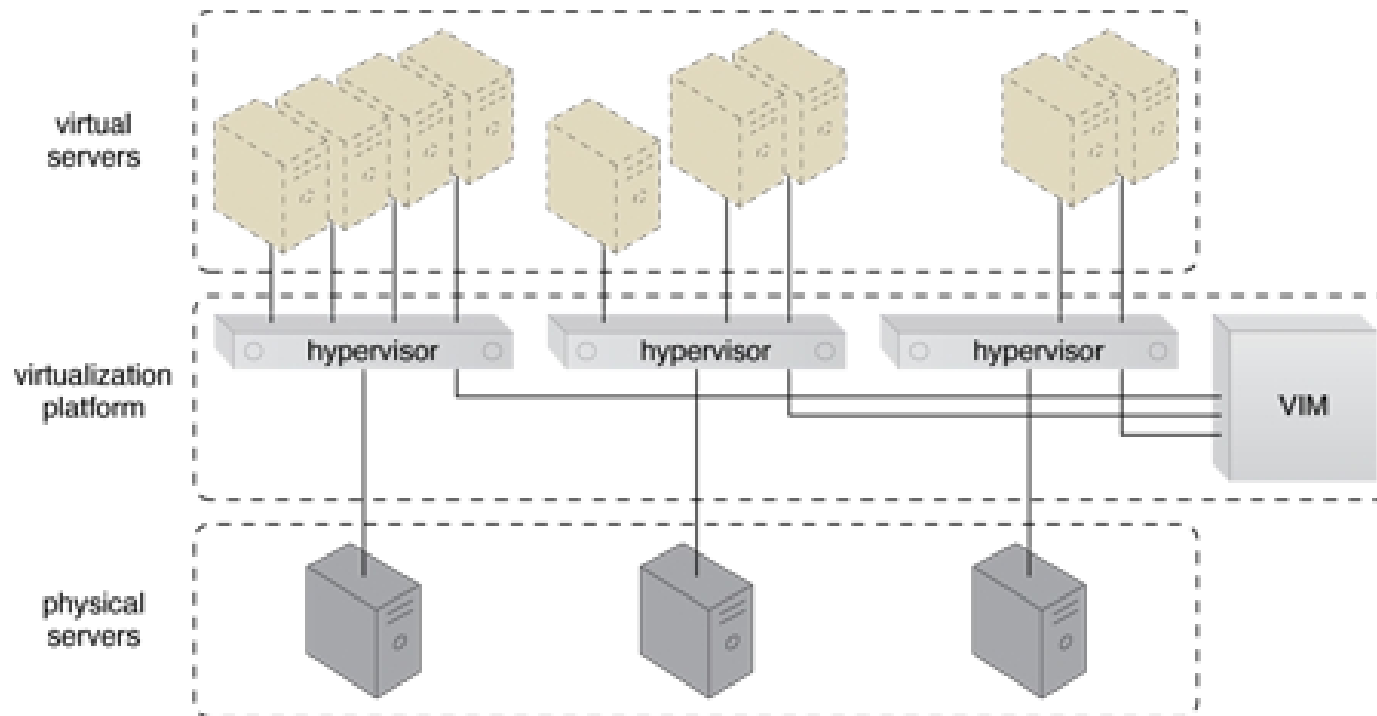 virtual
servers
hypervisor
hypervisor
hypervisor
virtualization
platform
VIM
physical
servers